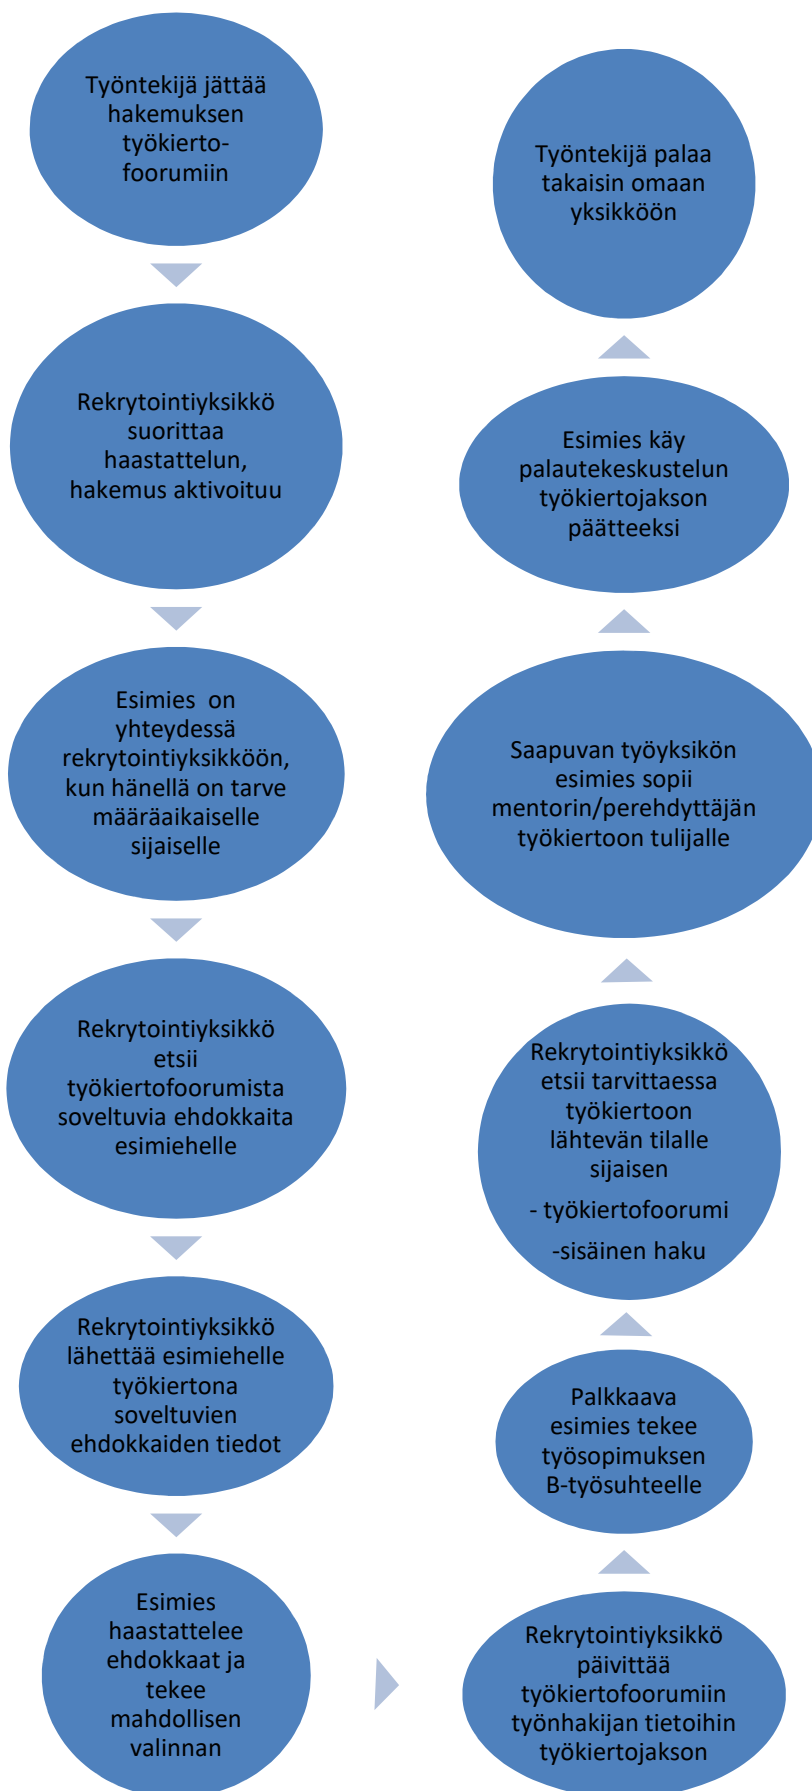 Työntekijä jättää
hakemuksen
työkierto-
foorumiin
Rekrytointiyksikkö
suorittaa
haastattelun,
hakemus aktivoituu
Esimies on
yhteydessä
rekrytointiyksikköön,
kun hänellä on tarve
määräaikaiselle
sijaiselle
Rekrytointiyksikkö
etsii
työkiertofoorumista
soveltuvia ehdokkaita
esimiehelle
Rekrytointiyksikkö
lähettää esimiehelle
työkiertona
soveltuvien
ehdokkaiden tiedot
Esimies
haastattelee
ehdokkaat ja
tekee
mahdollisen
valinnan
Rekrytointiyksikkö
päivittää
työkiertofoorumiin
työnhakijan tietoihin
työkiertojakson
Palkkaava
esimies tekee
työsopimuksen
B-työsuhteelle
Rekrytointiyksikkö
etsii tarvittaessa
työkiertoon
lähtevän tilalle
sijaisen
- työkiertofoorumi
-sisäinen haku
Saapuvan työyksikön
esimies sopii
mentorin/perehdyttäjän
työkiertoon tulijalle
Esimies käy
palautekeskustelun
työkiertojakson
päätteeksi
Työntekijä palaa
takaisin omaan
yksikköön